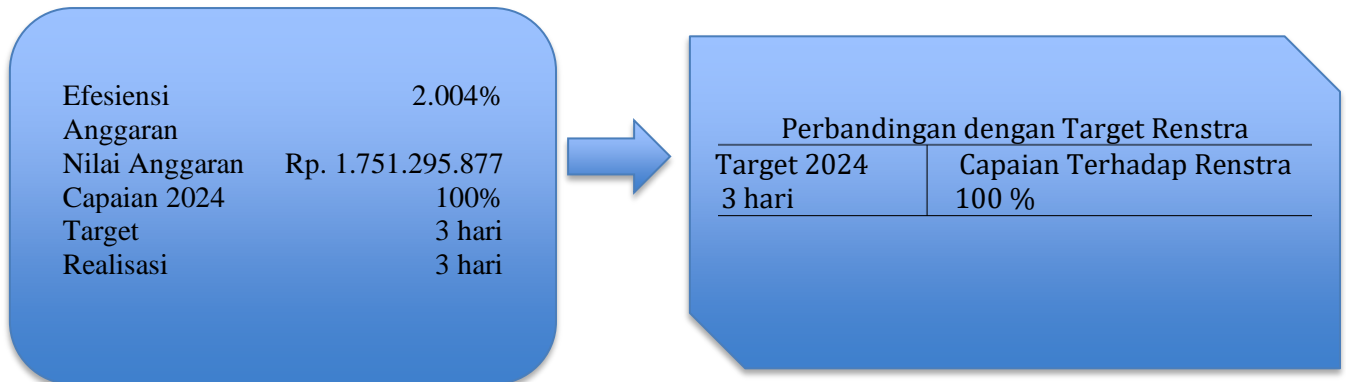 Efesiensi 2.004%
Anggaran
Nilai Anggaran Rp. 1.751.295.877
Capaian 2024 100%
Target 3 hari
Realisasi 3 hari
Perbandingan dengan Target Renstra
Target 2024 Capaian Terhadap Renstra
3 hari 100 %